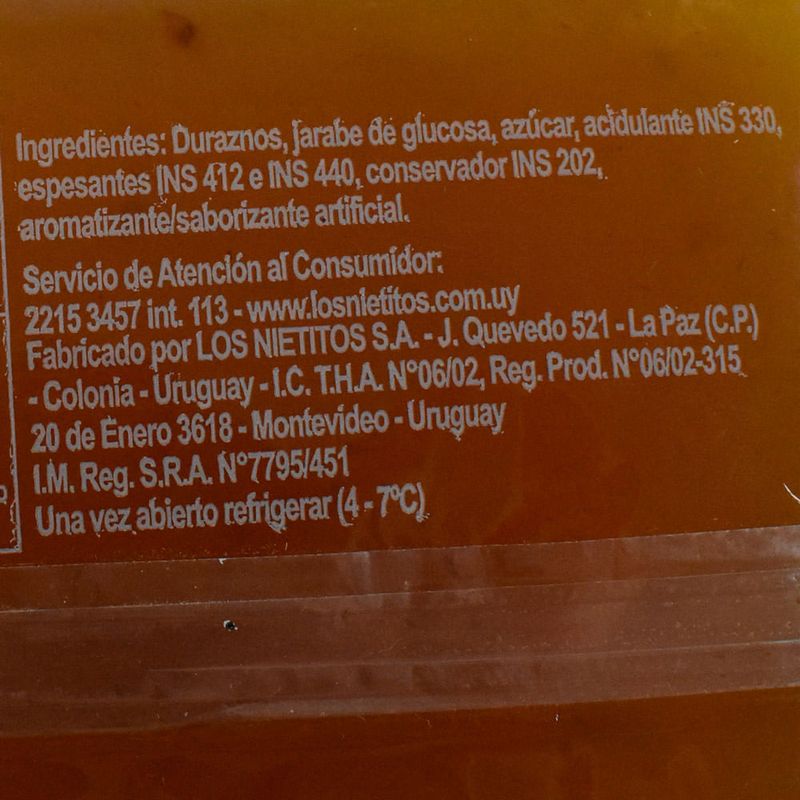 Ingredientes: Duraznos, jarabe de glucosa, azúcar, acidulante INS 330,
espesantes INS 412 e INS 440, conservador INS 202,
aromatizante/saborizante artificial.
Servicio de Atención al Consumidor:
2215 3457 int. 113 - www.losnietitos.com.uy
Fabricado por LOS NIETITOS S.A. - J. Quevedo 521 - La Paz (C.P.)
- Colonia - Uruguay - I.C. T.H.A. N°06/02, Reg. Prod. N°06/02-315
20 de Enero 3618 - Montevideo - Uruguay
I.M. Reg. S.R.A. N°7795/451
Una vez abierto refrigerar (4 - 7ºC)